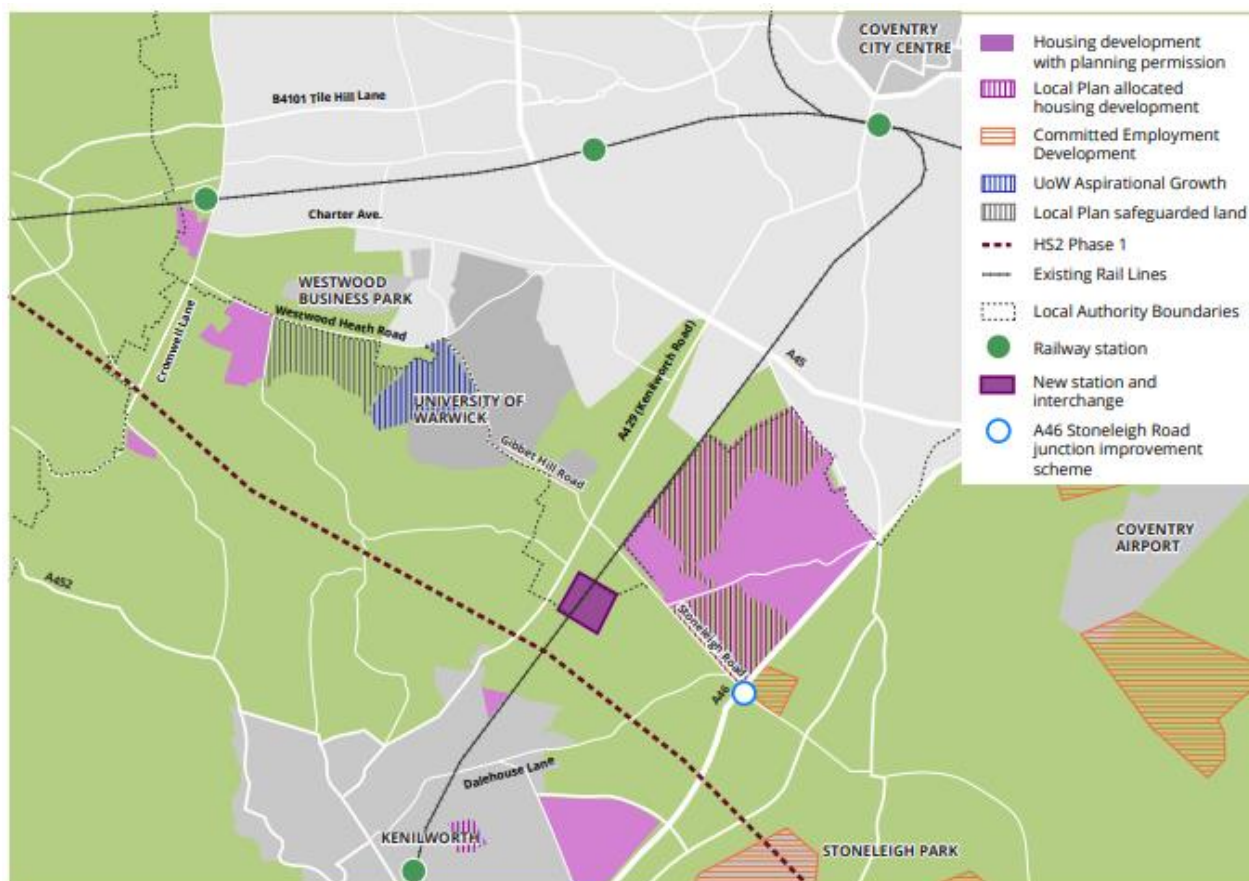 COVENTRY
CITY CENTRE
B4101 Tile Hill Lane
Charter Ave.
WESTWOOD
BUSINESS PARK
Westwood Heath Road
Cromwell Lane
A429 (Kenilworth Road)
A45
UNIVERSITY OF
WARWICK
Gibbet Hill Road
COVENTRY
AIRPORT
A452
Stoneleigh Road
A46
Dalehouse Lane
KENILWORTH
STONELEIGH PARK
Housing development
with planning permission
Local Plan allocated
housing development
Committed Employment
Development
UoW Aspirational Growth
Local Plan safeguarded land
HS2 Phase 1
Existing Rail Lines
Local Authority Boundaries
Railway station
New station and
interchange
A46 Stoneleigh Road
junction improvement
scheme